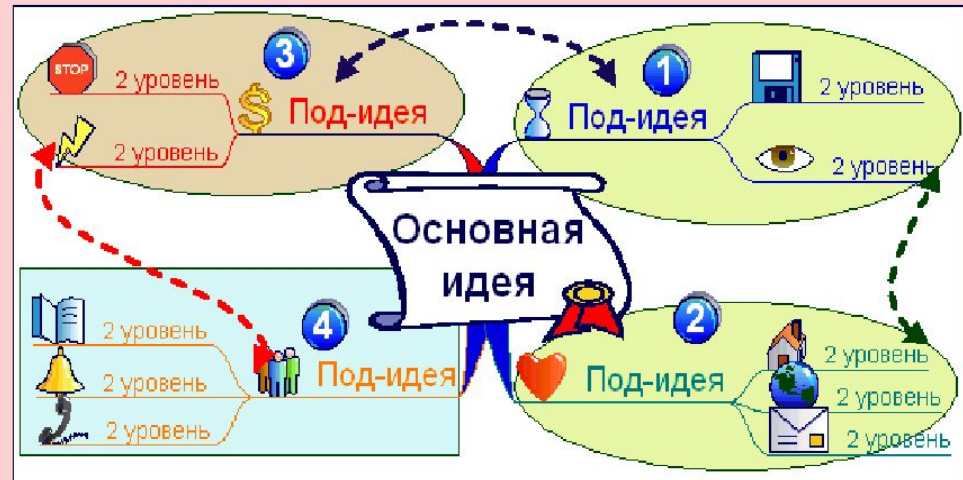 STOP
2 уровень
2 уровень
3
Под-идея
1
Под-идея
2 уровень
2 уровень
Основная
идея
4
Под-идея
2 уровень
2 уровень
2 уровень
2
Под-идея
2 уровень
2 уровень
2 уровень